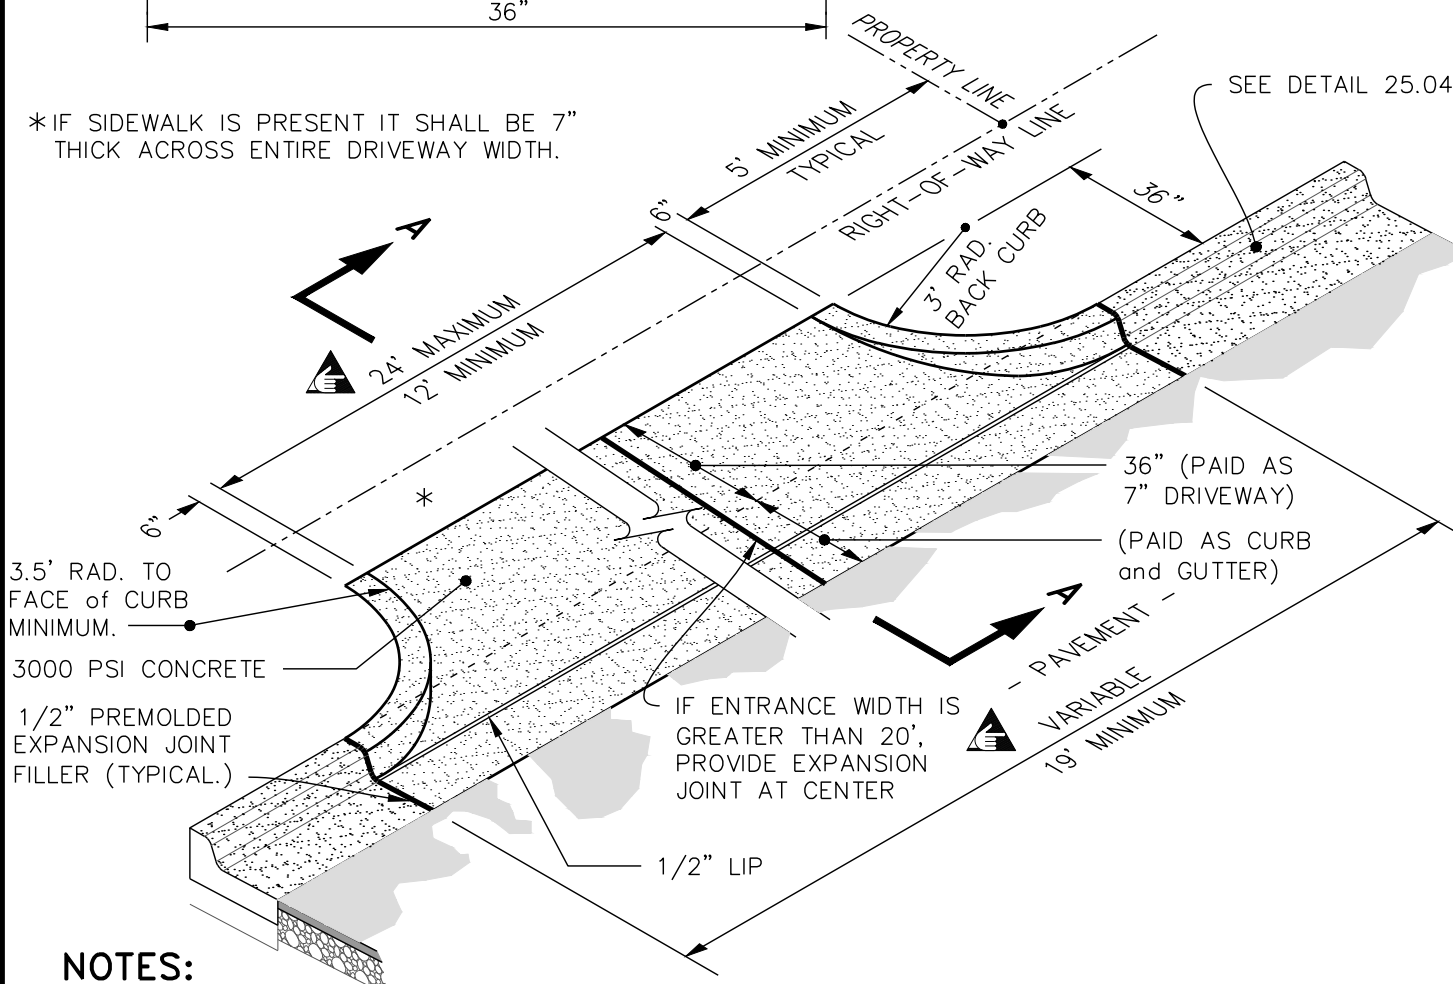 36"
PROPERTY LINE
SEE DETAIL 25.04
* IF SIDEWALK IS PRESENT IT SHALL BE 7"
THICK ACROSS ENTIRE DRIVEWAY WIDTH.
5' MINIMUM
TYPICAL
RIGHT-OF-WAY LINE
36"
6"
A
3' RAD.
BACK CURB
24' MAXIMUM
12' MINIMUM
*
6"
36" (PAID AS
7" DRIVEWAY)
(PAID AS CURB
and GUTTER)
3.5' RAD. TO
FACE of CURB
MINIMUM.
A
PAVEMENT
3000 PSI CONCRETE
VARIABLE
19' MINIMUM
1/2" PREMOLDED
EXPANSION JOINT
FILLER (TYPICAL.)
IF ENTRANCE WIDTH IS
GREATER THAN 20',
PROVIDE EXPANSION
JOINT AT CENTER
1/2" LIP
NOTES: